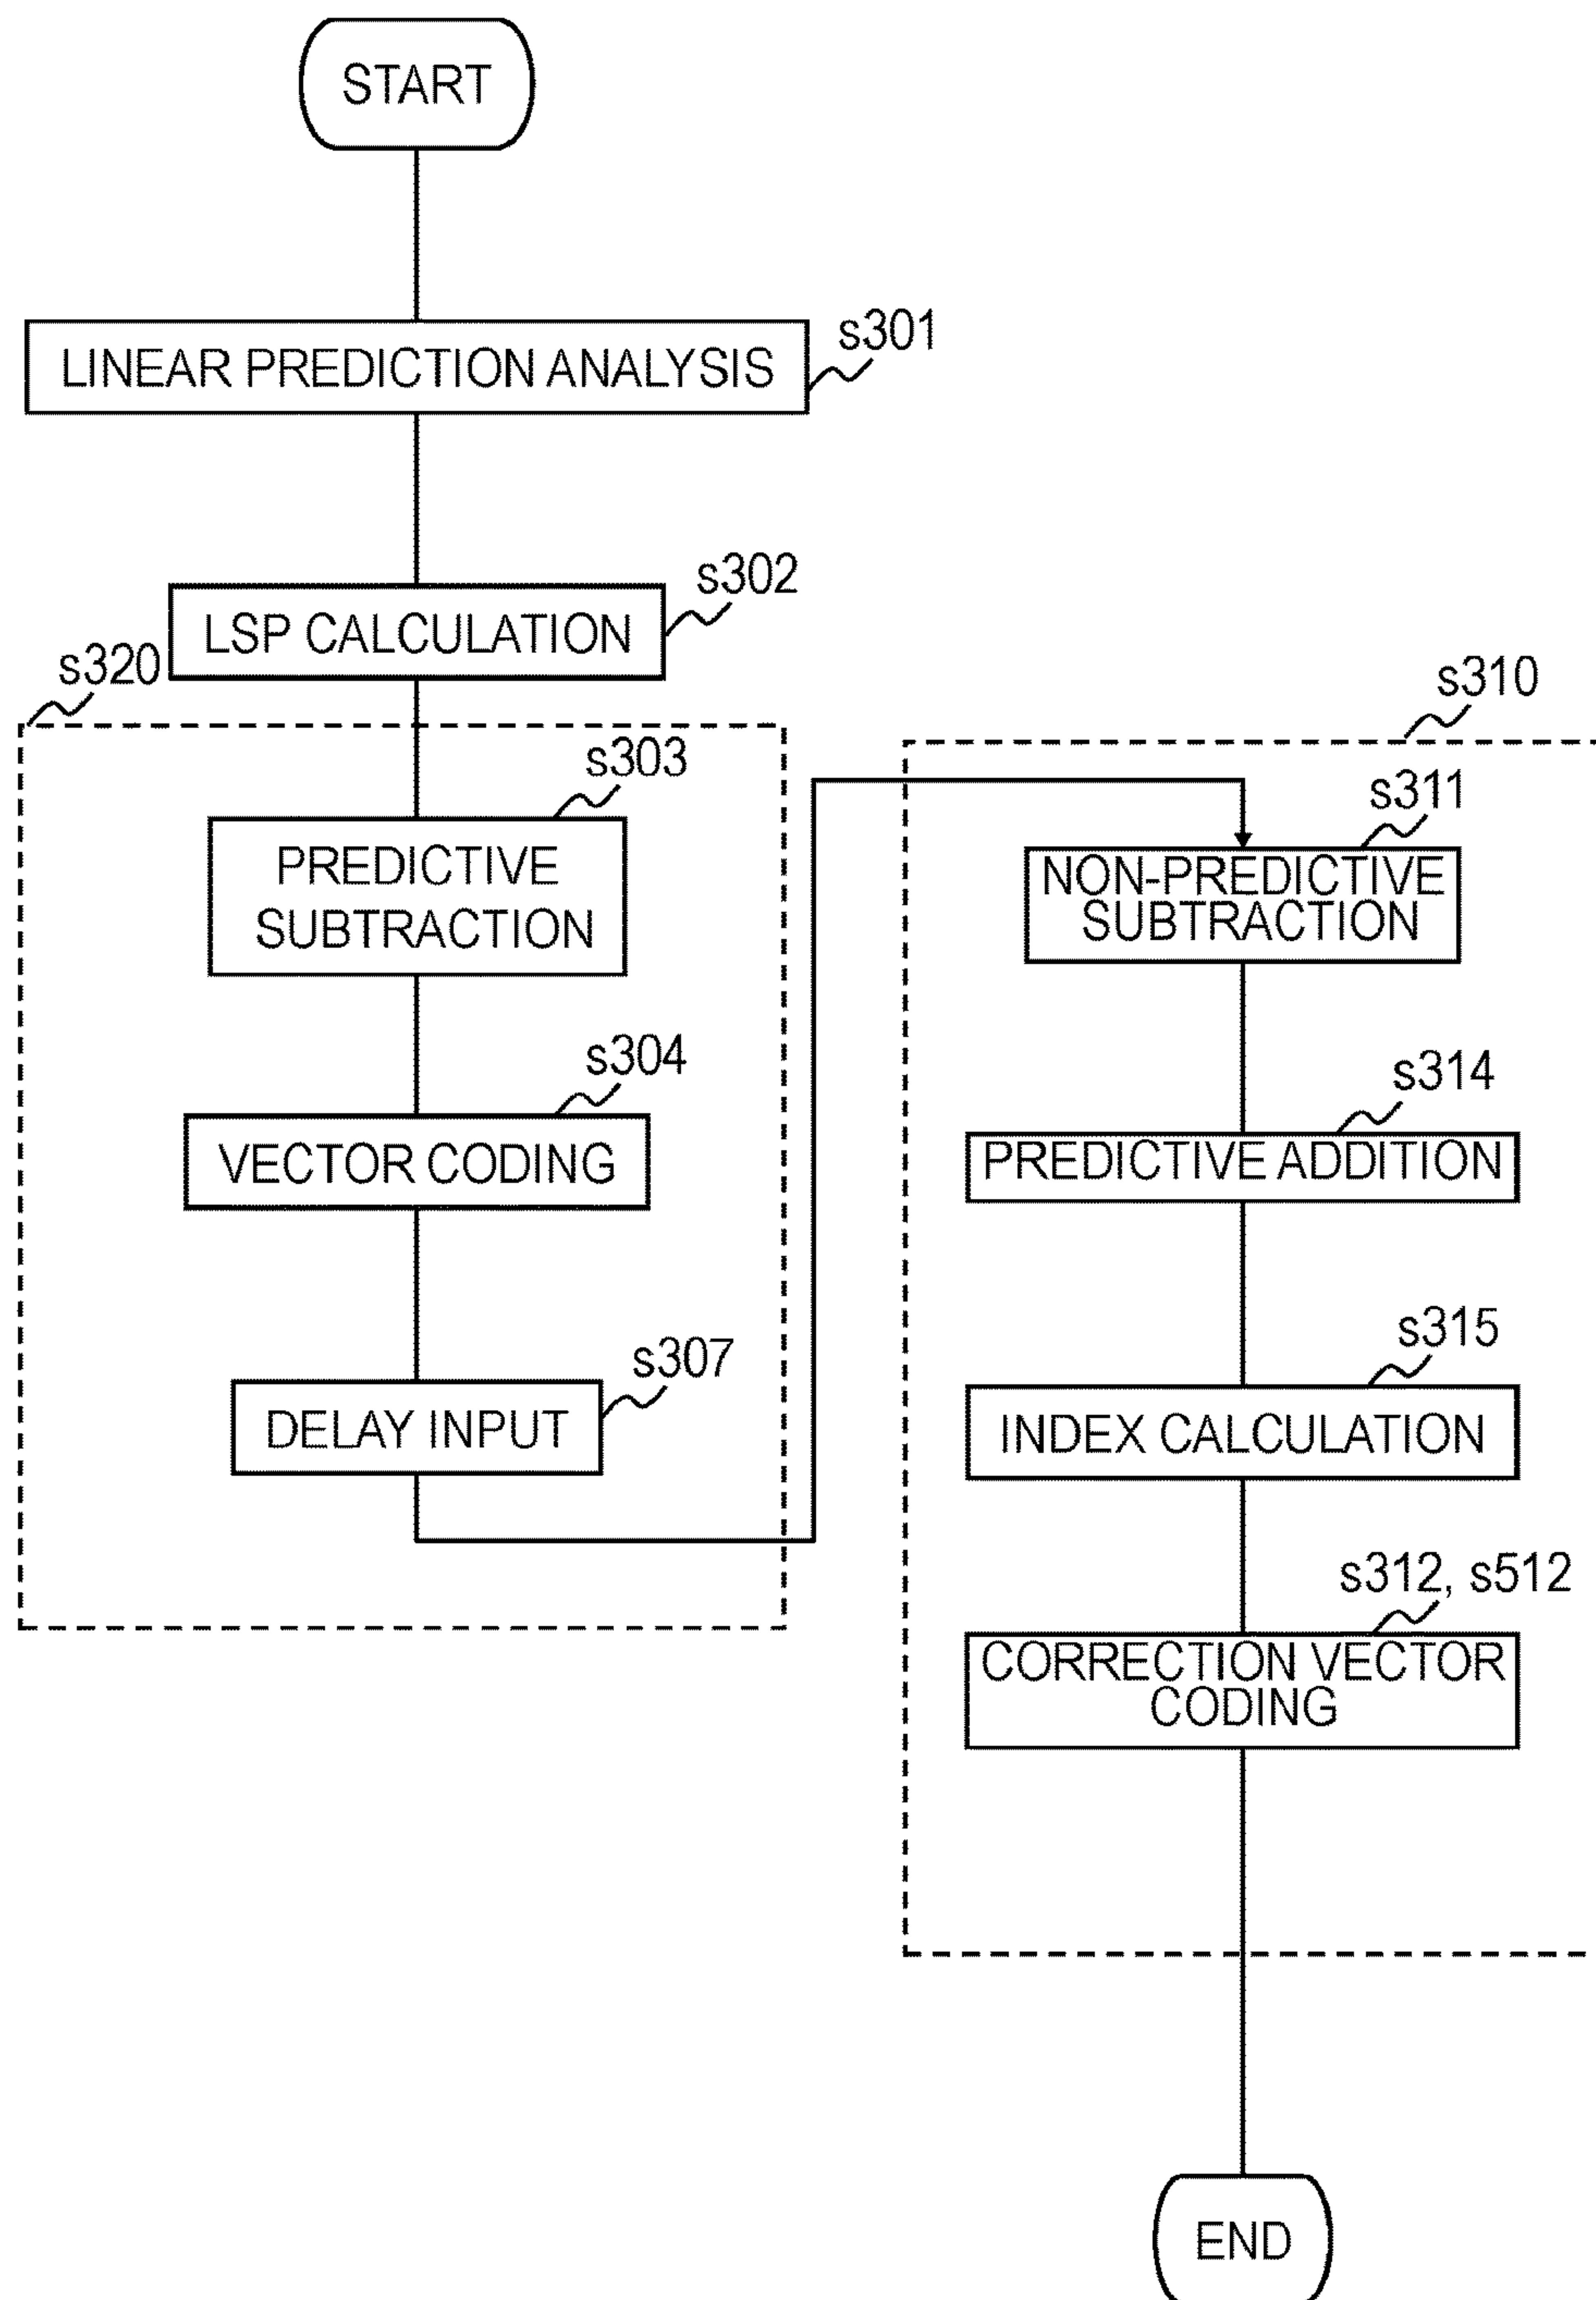 START
s301
LINEAR PREDICTION ANALYSIS
s302
LSP CALCULATION
s320
s303
PREDICTIVE
SUBTRACTION
s304
VECTOR CODING
s307
DELAY INPUT
s310
s311
NON-PREDICTIVE
SUBTRACTION
s314
PREDICTIVE ADDITION
s315
INDEX CALCULATION
s312, s512
CORRECTION VECTOR
CODING
END